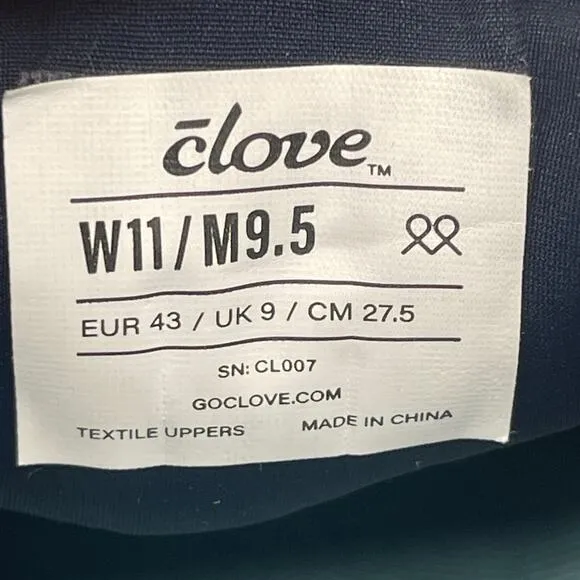 clove™
W11/M9.5
EUR 43 / UK 9 / CM 27.5
SN: CL007
GOCLOVE.COM
TEXTILE UPPERS MADE IN CHINA